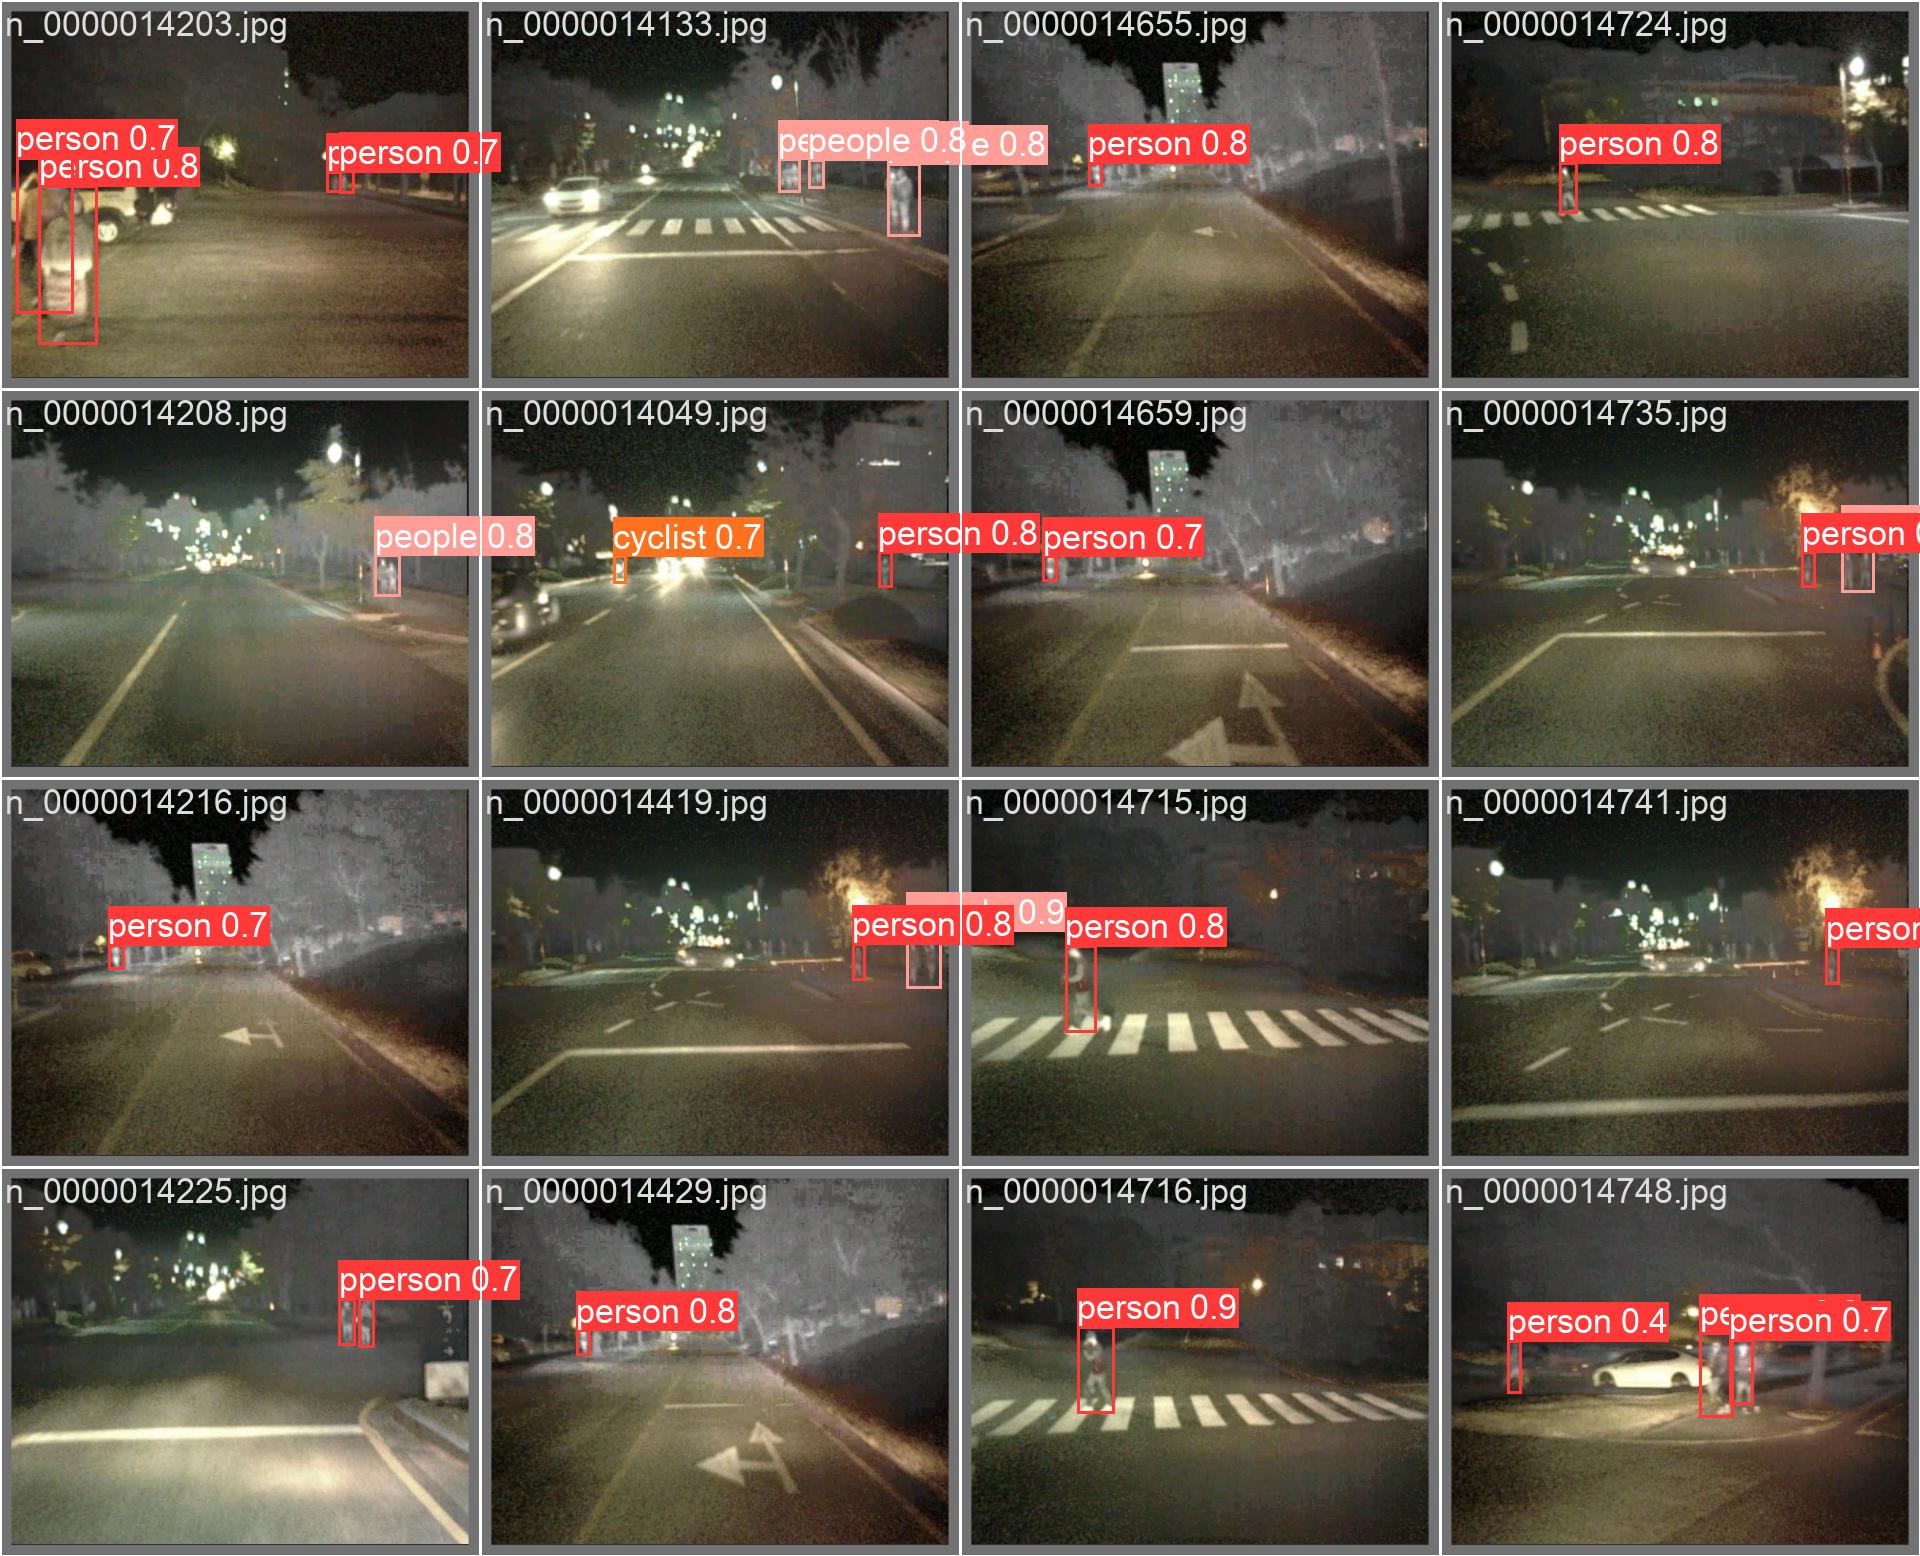 n_0000014203.jpg
n_0000014133.jpg
n_0000014655.jpg
n_0000014724.jpg
person 0.7
person 0.8
person 0.7
people 0.8
e 0.8
person 0.8
person 0.8
n_0000014208.jpg
n_0000014049.jpg
n_0000014659.jpg
n_0000014735.jpg
people 0.8
cyclist 0.7
person 0.8
person 0.7
person
n_0000014216.jpg
n_0000014419.jpg
n_0000014715.jpg
n_0000014741.jpg
person 0.7
person 0.8
0.9
person 0.8
person
n_0000014225.jpg
n_0000014429.jpg
n_0000014716.jpg
n_0000014748.jpg
p
person 0.7
person 0.8
person 0.9
person 0.4
pe
person 0.7